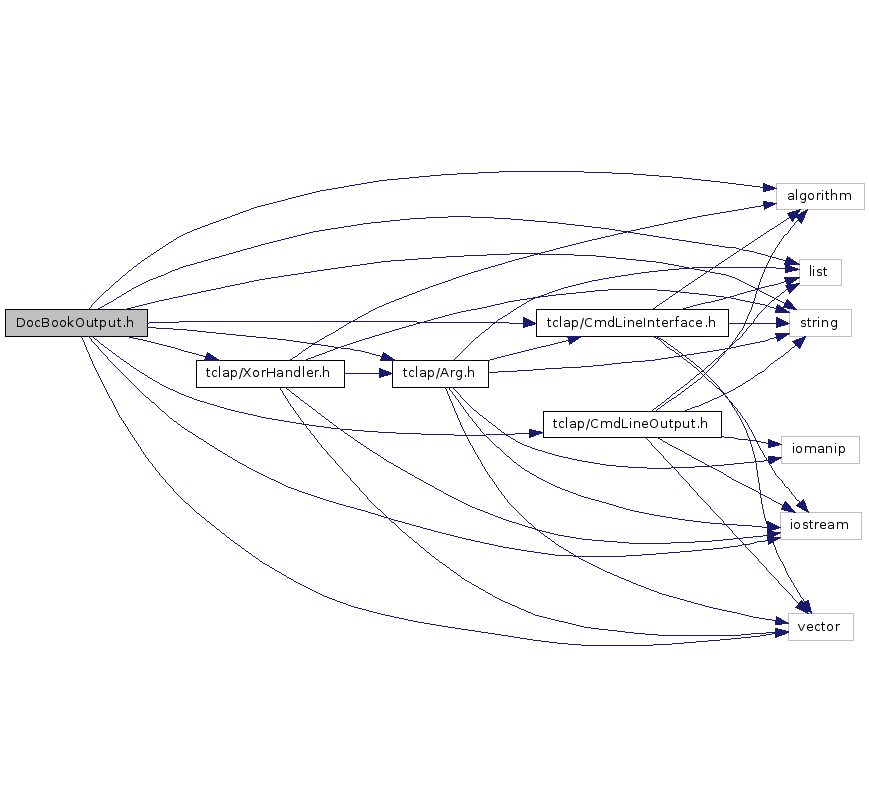 algorithm
list
DocBookOutput.h
tclap/CmdLineInterface.h
string
tclap/XorHandler.h
tclap/Arg.h
tclap/CmdLineOutput.h
iomanip
iostream
vector